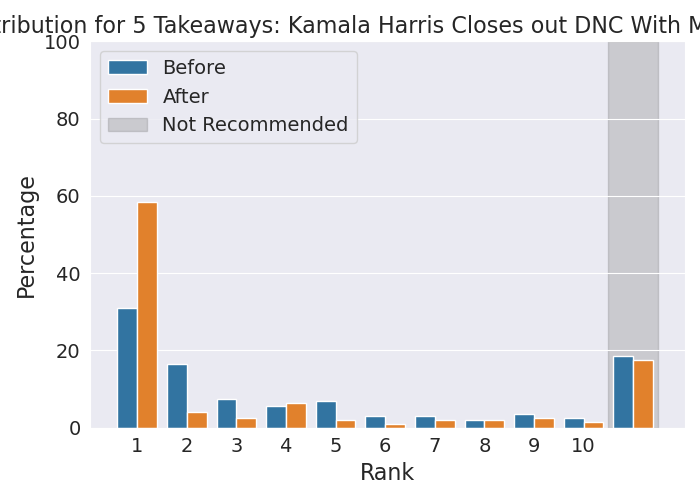 ribution for 5 Takeaways: Kamala Harris Closes out DNC With
100
80
60
40
20
0
Percentage
Before
After
Not Recommended
1 2 3 4 5 6 7 8 9 10
Rank